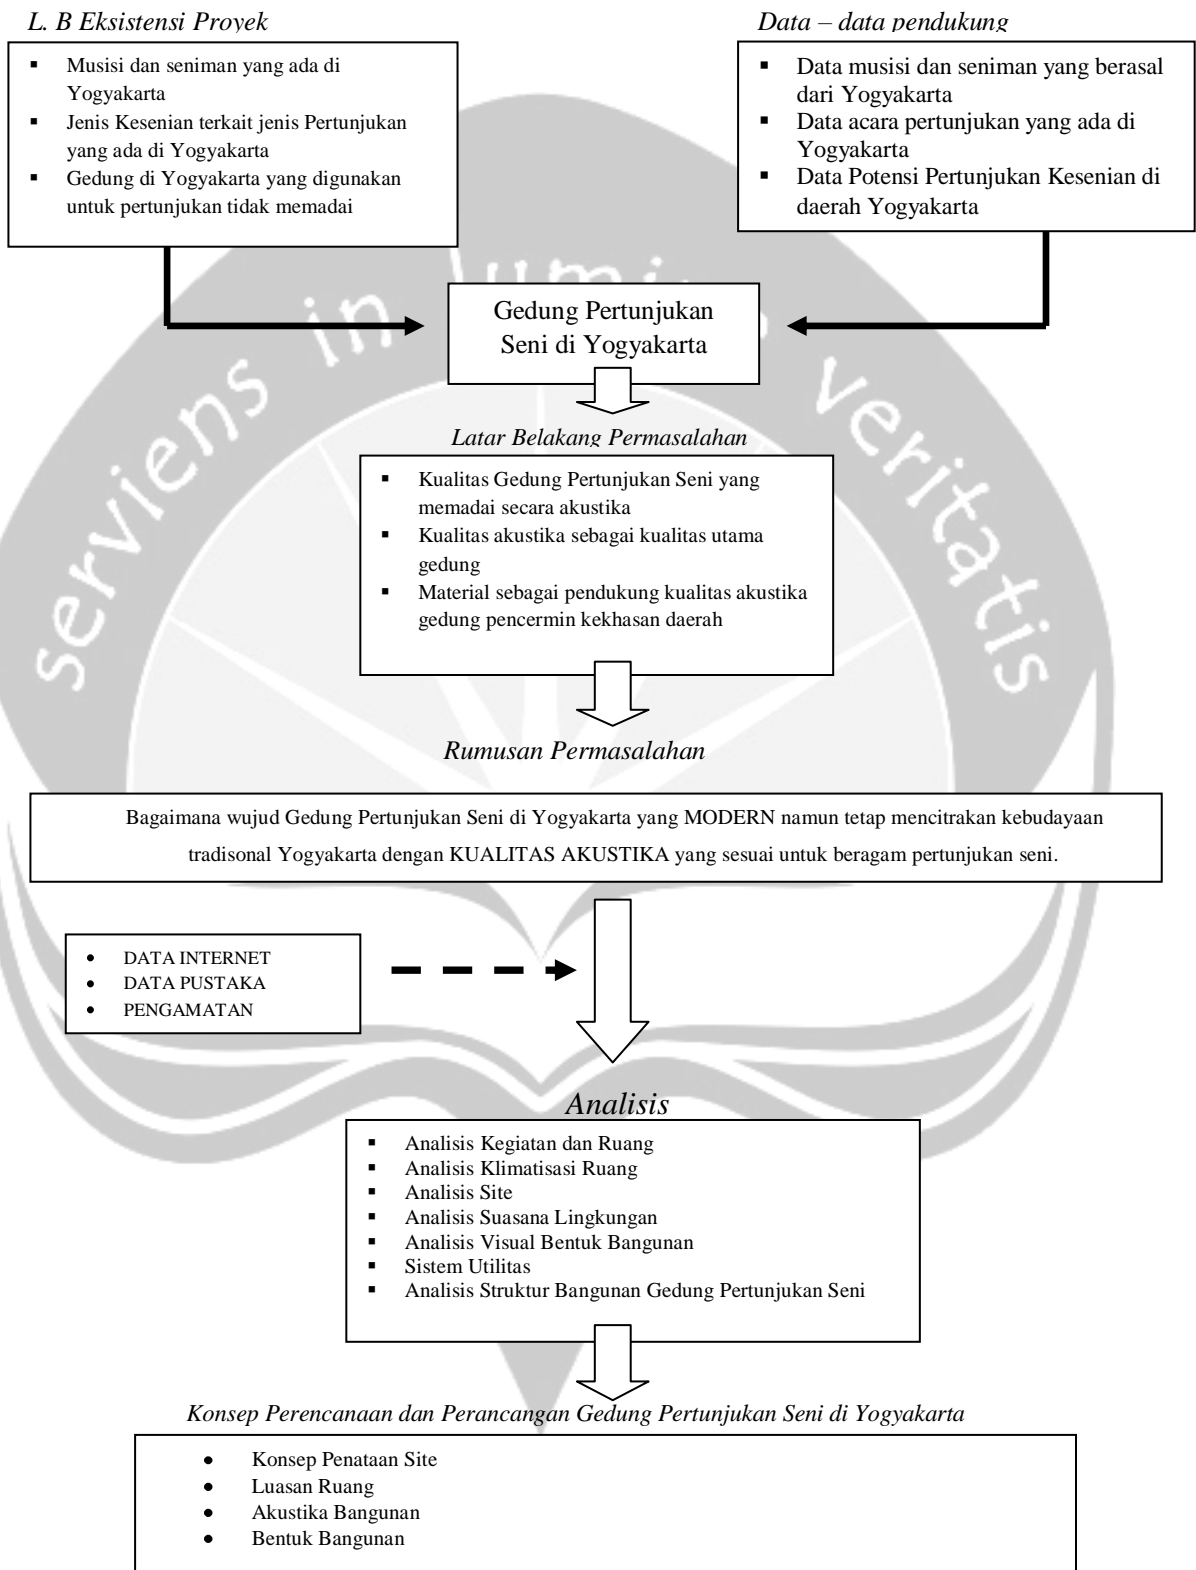 L. B Eksistensi Proyek
▪ Musisi dan seniman yang ada di
Yogyakarta
▪ Jenis Kesenian terkait jenis Pertunjukan
yang ada di Yogyakarta
▪ Gedung di Yogyakarta yang digunakan
untuk pertunjukan tidak memadai
Data – data pendukung
▪ Data musisi dan seniman yang berasal
dari Yogyakarta
▪ Data acara pertunjukan yang ada di
Yogyakarta
▪ Data Potensi Pertunjukan Kesenian di
daerah Yogyakarta
serviens in lumine veritatis
Gedung Pertunjukan
Seni di Yogyakarta
Latar Belakang Permasalahan
▪ Kualitas Gedung Pertunjukan Seni yang
memadai secara akustika
▪ Kualitas akustika sebagai kualitas utama
gedung
▪ Material sebagai pendukung kualitas akustika
gedung pencermin kekhasan daerah
Rumusan Permasalahan
Bagaimana wujud Gedung Pertunjukan Seni di Yogyakarta yang MODERN namun tetap mencitrakan kebudayaan
tradisonal Yogyakarta dengan KUALITAS AKUSTIKA yang sesuai untuk beragam pertunjukan seni.
• DATA INTERNET
• DATA PUSTAKA
• PENGAMATAN
Analisis
▪ Analisis Kegiatan dan Ruang
▪ Analisis Klimatisasi Ruang
▪ Analisis Site
▪ Analisis Suasana Lingkungan
▪ Analisis Visual Bentuk Bangunan
▪ Sistem Utilitas
▪ Analisis Struktur Bangunan Gedung Pertunjukan Seni
Konsep Perencanaan dan Perancangan Gedung Pertunjukan Seni di Yogyakarta
• Konsep Penataan Site
• Luasan Ruang
• Akustika Bangunan
• Bentuk Bangunan